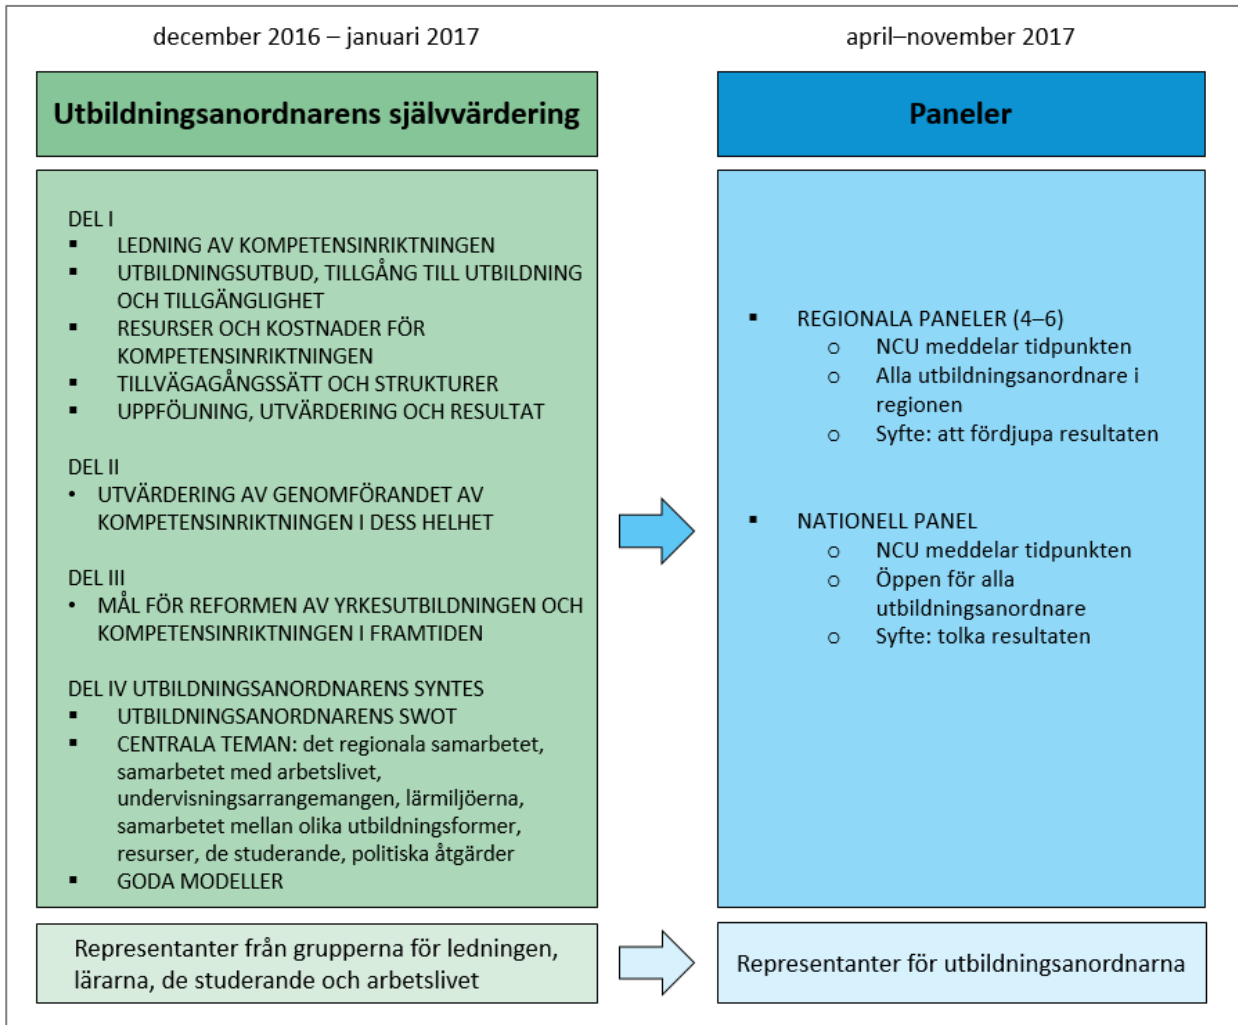 december 2016 – januari 2017
Utbildningsanordnarens självvärdering
DEL I
▪ LEDNING AV KOMPETENSINRIKTNINGEN
▪ UTBILDNINGSUTBUD, TILLGÅNG TILL UTBILDNING
OCH TILLGÄNGLIGHET
▪ RESURSER OCH KOSTNADER FÖR
KOMPETENSINRIKTNINGEN
▪ TILLVÄGAGÅNGSSÄTT OCH STRUKTURER
▪ UPPFÖLJNING, UTVÄRDERING OCH RESULTAT
DEL II
• UTVÄRDERING AV GENOMFÖRANDET AV
KOMPETENSINRIKTNINGEN I DESS HELHET
DEL III
• MÅL FÖR REFORMEN AV YRKESUTBILDNINGEN OCH
KOMPETENSINRIKTNINGEN I FRAMTIDEN
DEL IV UTBILDNINGSANORDNARENS SYNTES
▪ UTBILDNINGSANORDNARENS SWOT
▪ CENTRALA TEMAN: det regionala samarbetet,
samarbetet med arbetslivet,
undervisningsarrangemangen, lärmiljöerna,
samarbetet mellan olika utbildningsformer,
resurser, de studerande, politiska åtgärder
▪ GODA MODELLER
Representanter från grupperna för ledningen,
lärarna, de studerande och arbetslivet
april–november 2017
Paneler
▪ REGIONALA PANELER (4–6)
o NCU meddelar tidpunkten
o Alla utbildningsanordnare i
regionen
o Syfte: att fördjupa resultaten
▪ NATIONELL PANEL
o NCU meddelar tidpunkten
o Öppen för alla
utbildningsanordnare
o Syfte: tolka resultaten
Representanter för utbildningsanordnarna